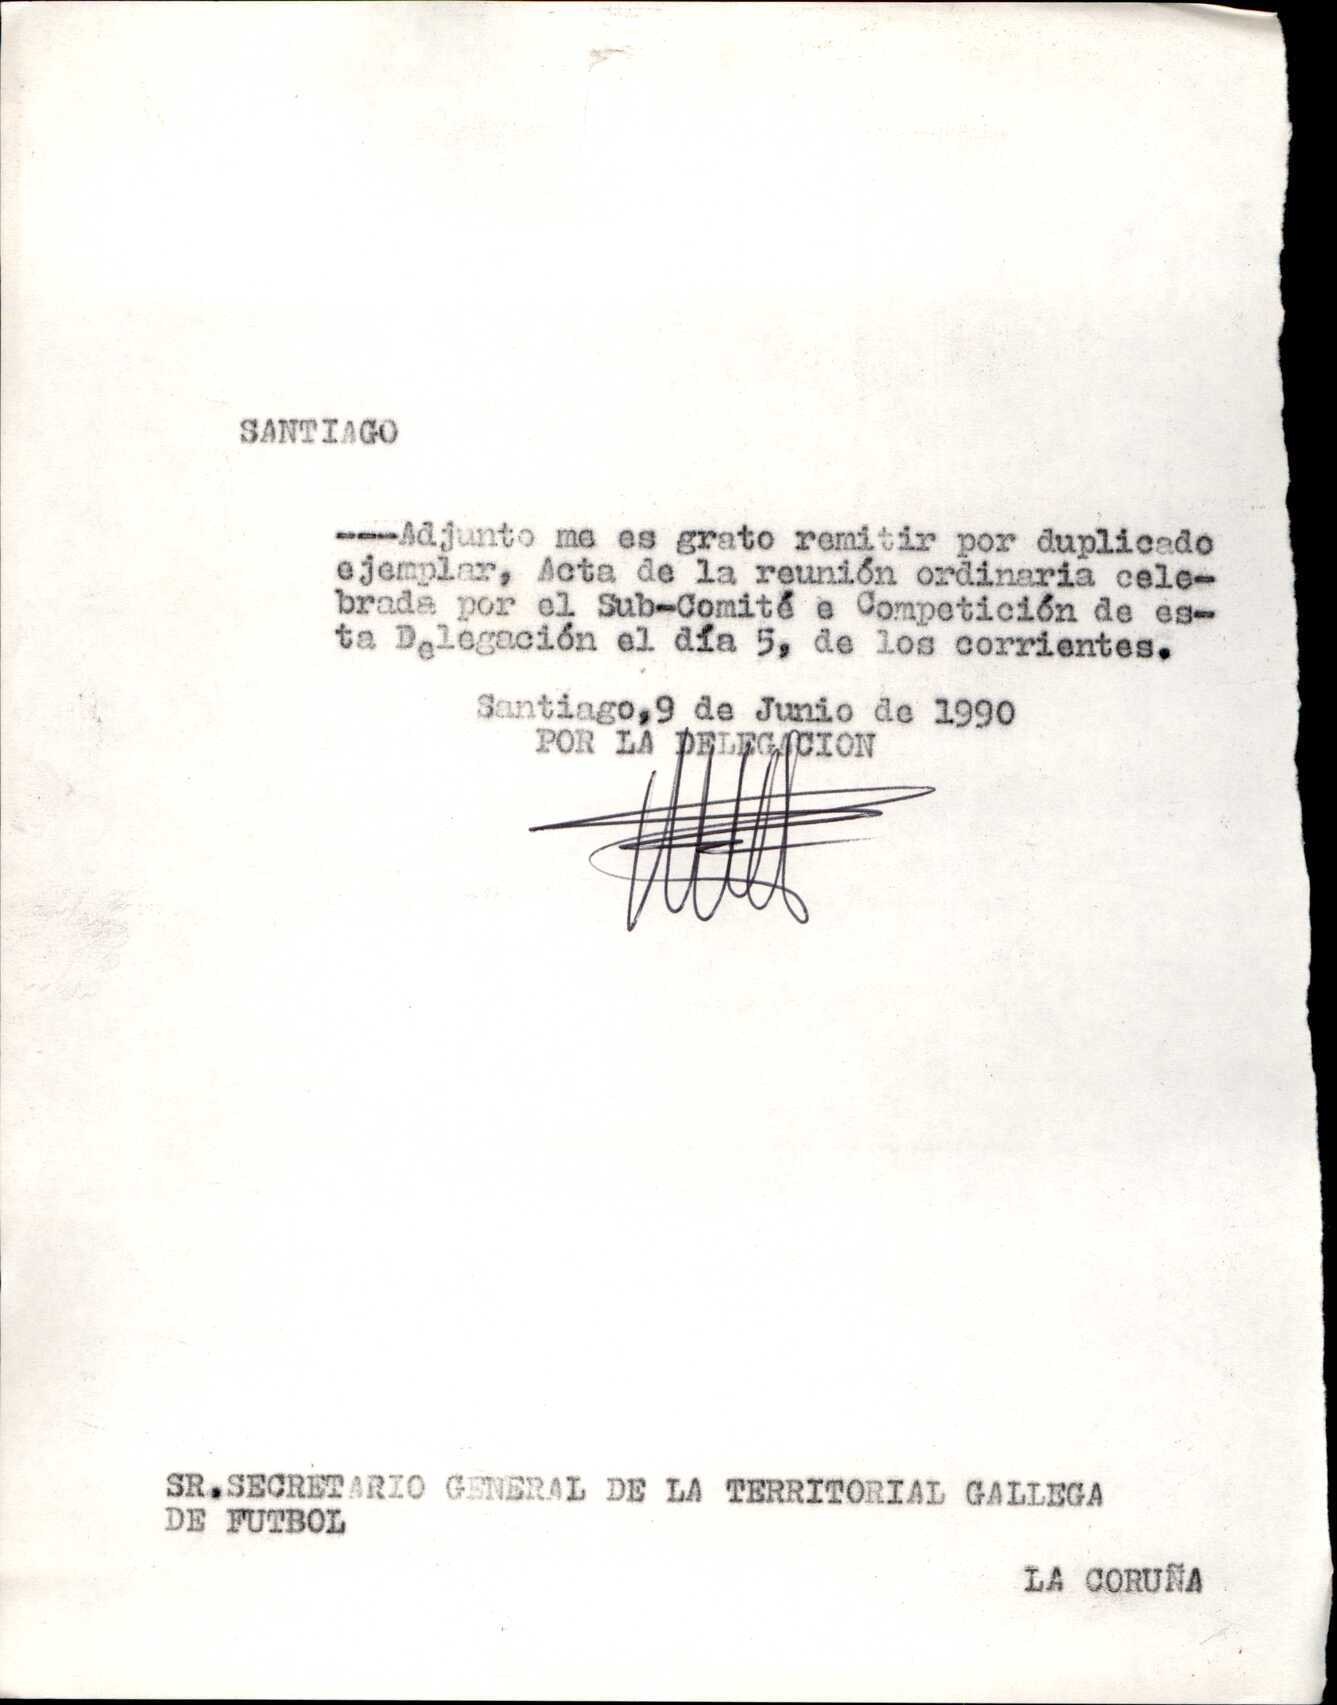 SANTIAGO
---Adjunto me es grato remitir por duplicado
ejemplar, Acta de la reunión ordinaria cele-
brada por el Sub-Comité e Competición de es-
ta Delegación el día 5, de los corrientes.
Santiago,9 de Junio de 1990
POR LA DELEGACION
SR.SECRETARIO GENERAL DE LA TERRITORIAL GALLEGA
DE FUTBOL
LA CORUÑA